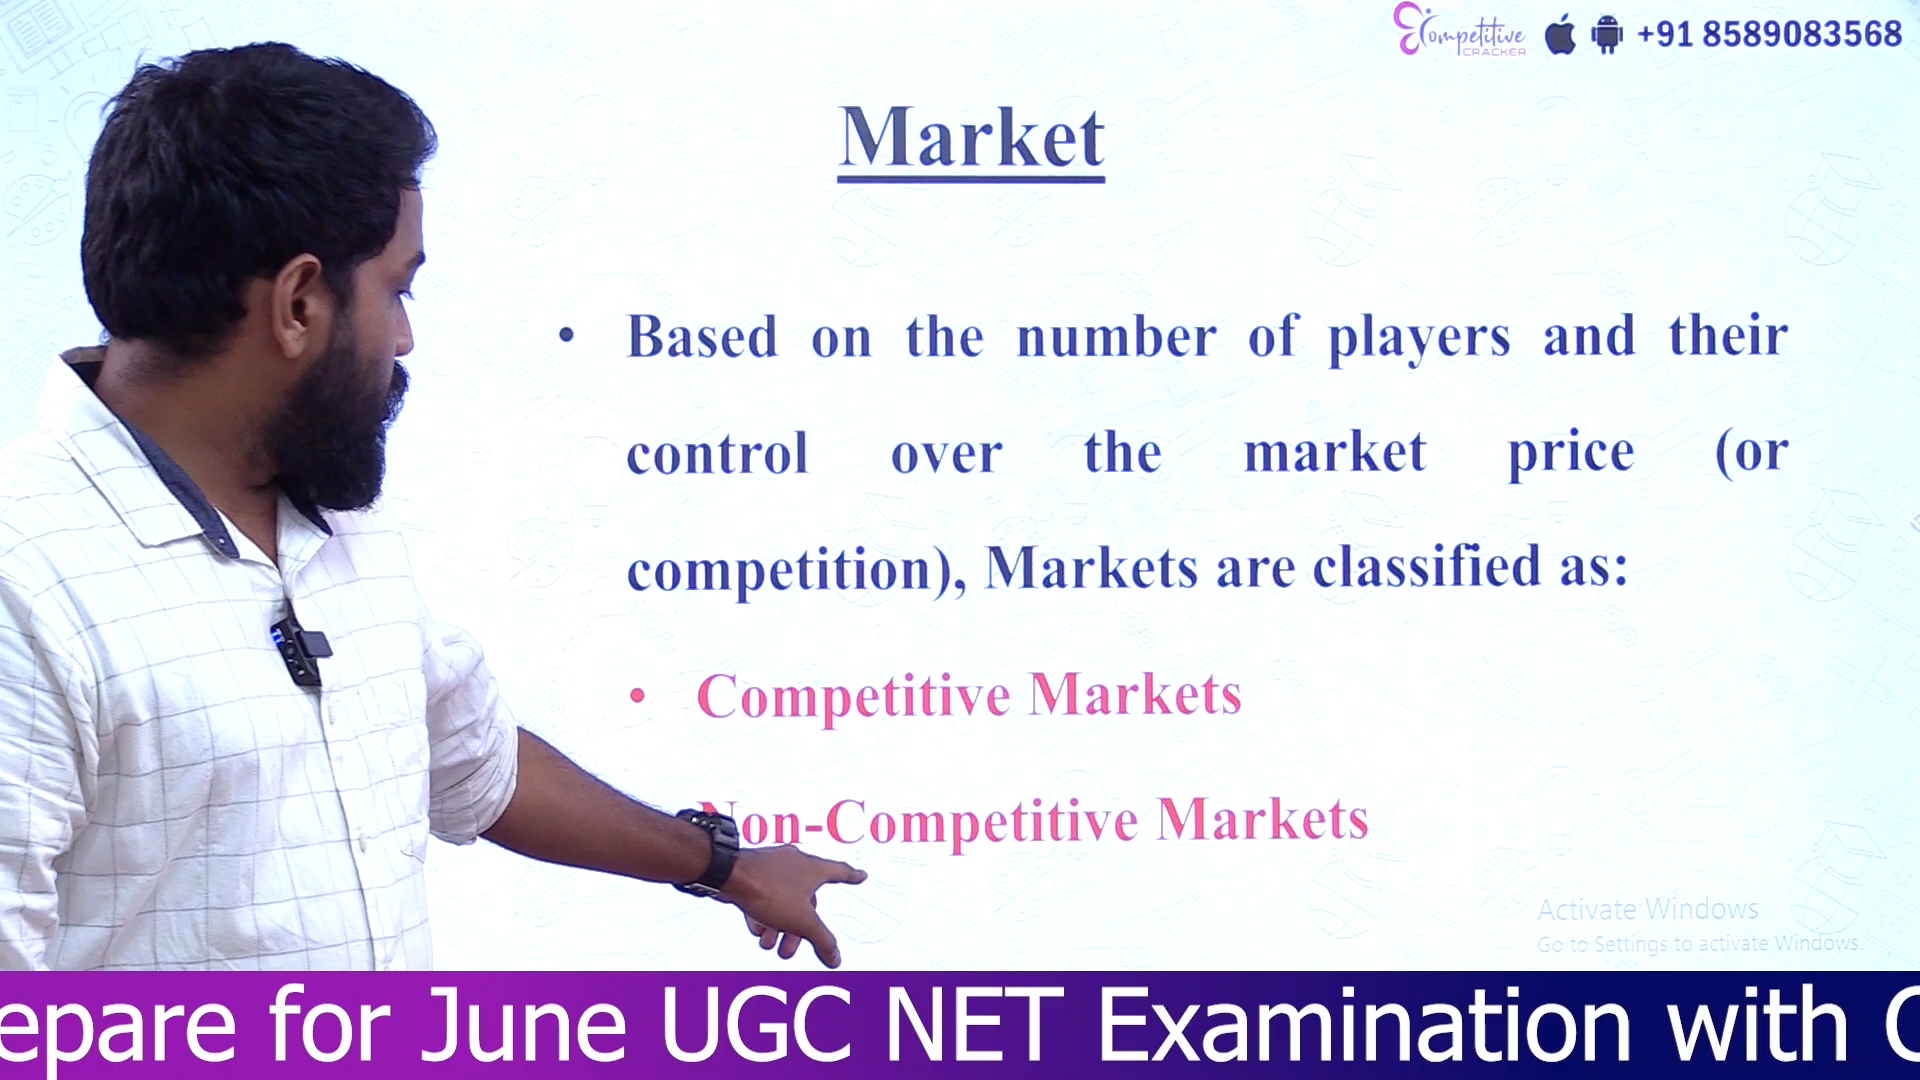 Competitive
CRACKER
+91 8589083568
Market
• Based on the number of players and their
control over the market price (or
competition), Markets are classified as:
• Competitive Markets
Non-Competitive Markets
Activate Windows
Go to Settings to activate Windows.
epare for June UGC NET Examination with C